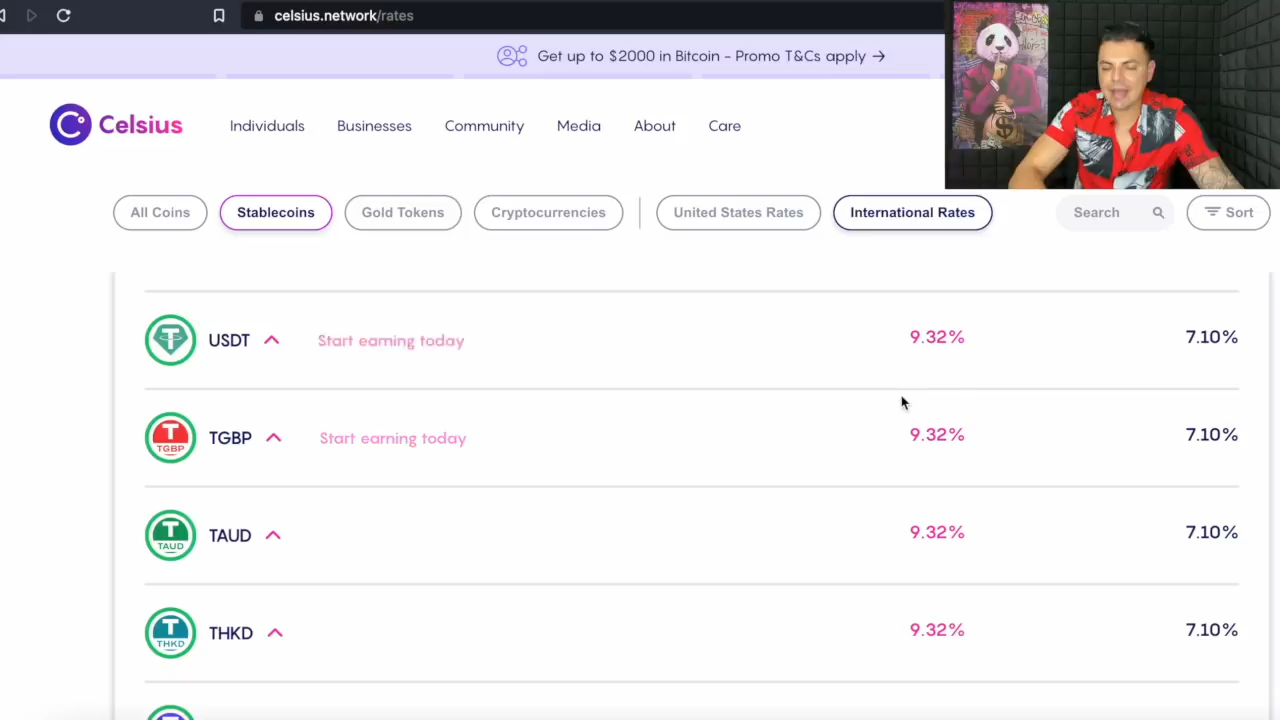 celsius.network/rates
Get up to $2000 in Bitcoin - Promo T&Cs apply →
Celsius
Individuals Businesses Community Media About Care
All Coins Stablecoins Gold Tokens Cryptocurrencies United States Rates International Rates Search Sort
T USDT Start earning today 9.32% 7.10%
T TGBP TGBP Start earning today 9.32% 7.10%
T TAUD TAUD 9.32% 7.10%
T THKD THKD 9.32% 7.10%
$